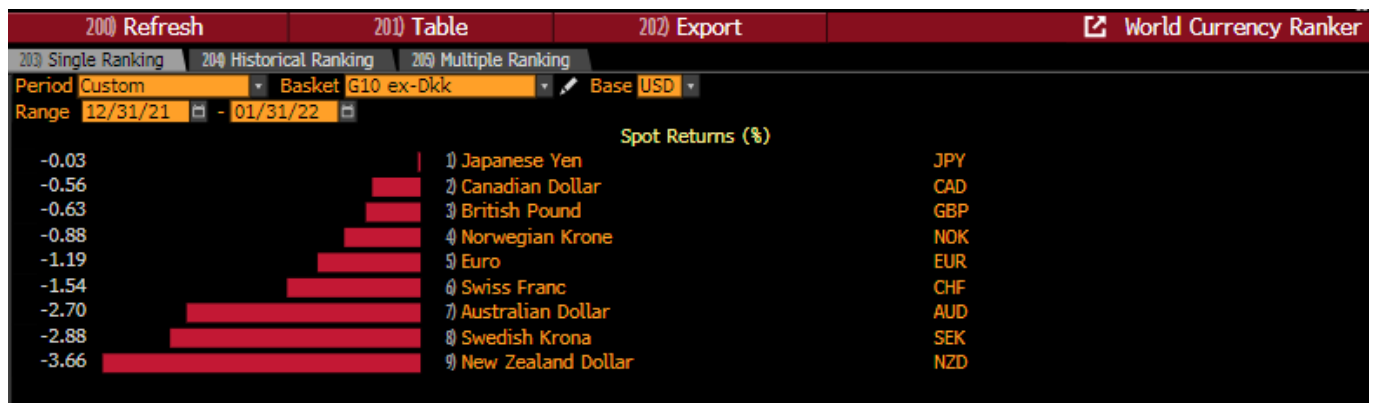 200) Refresh 201) Table 202) Export World Currency Ranker
203) Single Ranking 204) Historical Ranking 205) Multiple Ranking
Period Custom Basket G10 ex-Dkk Base USD
Range 12/31/21 - 01/31/22
Spot Returns (%)
-0.03 1) Japanese Yen JPY
-0.56 2) Canadian Dollar CAD
-0.63 3) British Pound GBP
-0.88 4) Norwegian Krone NOK
-1.19 5) Euro EUR
-1.54 6) Swiss Franc CHF
-2.70 7) Australian Dollar AUD
-2.88 8) Swedish Krona SEK
-3.66 9) New Zealand Dollar NZD